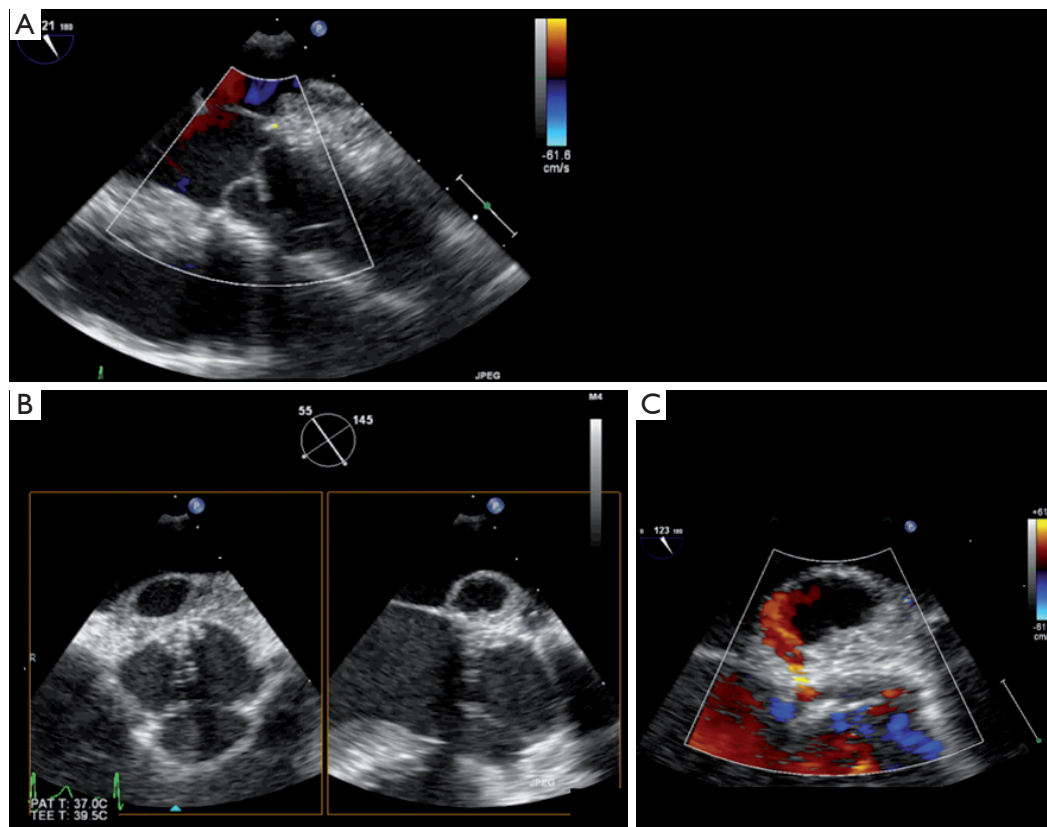 A
21 180
P
-61.6
cm/s
JPEG
B
55
145
M4
P
P
R
JPEG
PAT T: 37.0C
TEE T: 39.5C
C
0 123 180
P
+61
-61
cm/